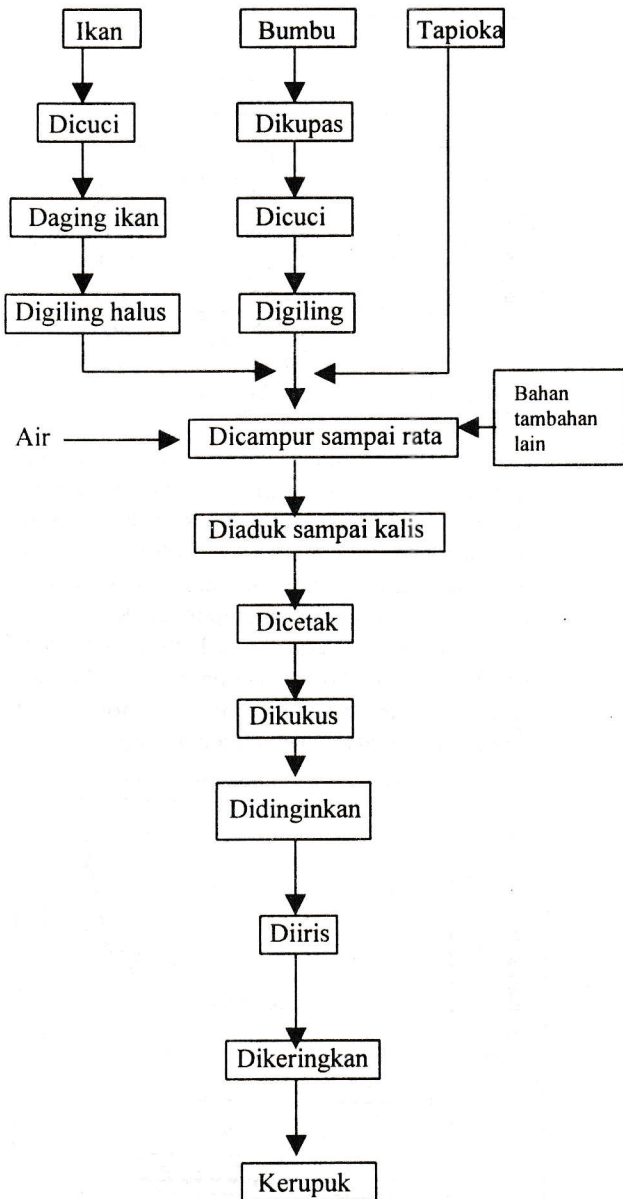 Ikan
Bumbu
Tapioka
Dicuci
Dikupas
Daging ikan
Dicuci
Digiling halus
Digiling
Air
Dicampur sampai rata
Bahan
tambahan
lain
Diaduk sampai kalis
Dicetak
Dikukus
Didinginkan
Diiris
Dikeringkan
Kerupuk